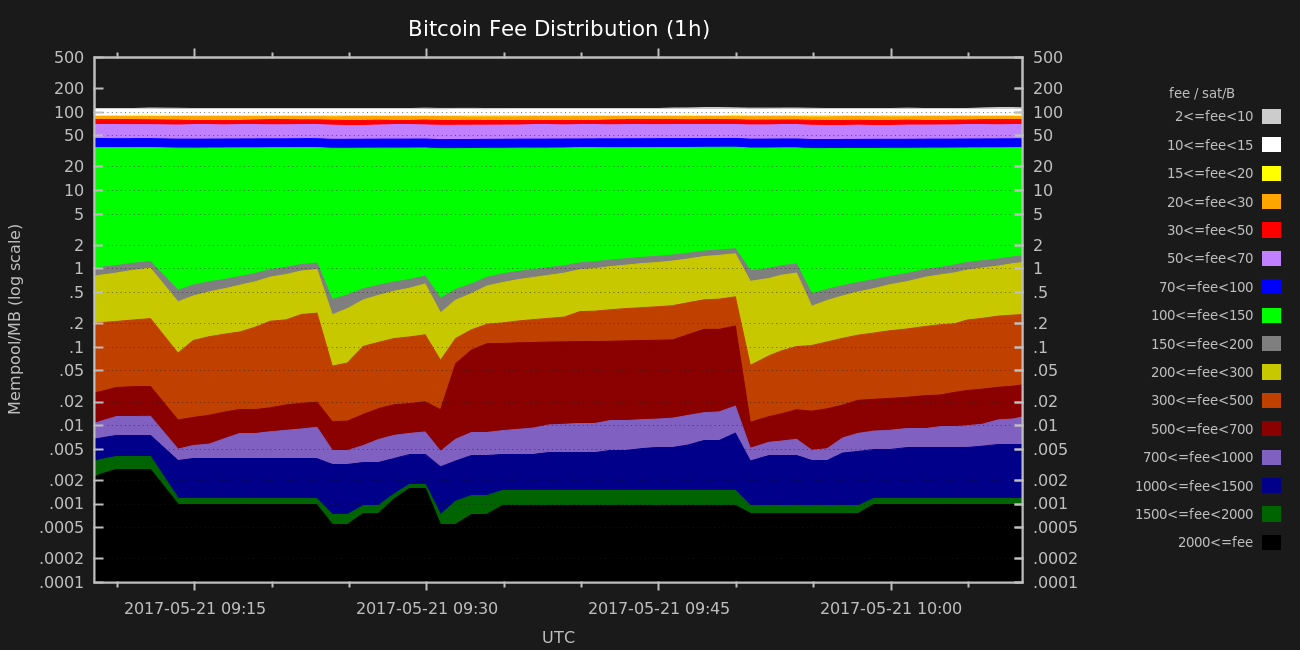 Bitcoin Fee Distribution (1h)
Mempool/MB (log scale)
500
200
100
50
20
10
5
2
1
.5
.2
.1
.05
.02
.01
.005
.002
.001
.0005
.0002
.0001
500
200
100
50
20
10
5
2
1
.5
.2
.1
.05
.02
.01
.005
.002
.001
.0005
.0002
.0001
2017-05-21 09:15
2017-05-21 09:30
2017-05-21 09:45
2017-05-21 10:00
UTC
fee / sat/B
2<=fee<10
10<=fee<15
15<=fee<20
20<=fee<30
30<=fee<50
50<=fee<70
70<=fee<100
100<=fee<150
150<=fee<200
200<=fee<300
300<=fee<500
500<=fee<700
700<=fee<1000
1000<=fee<1500
1500<=fee<2000
2000<=fee